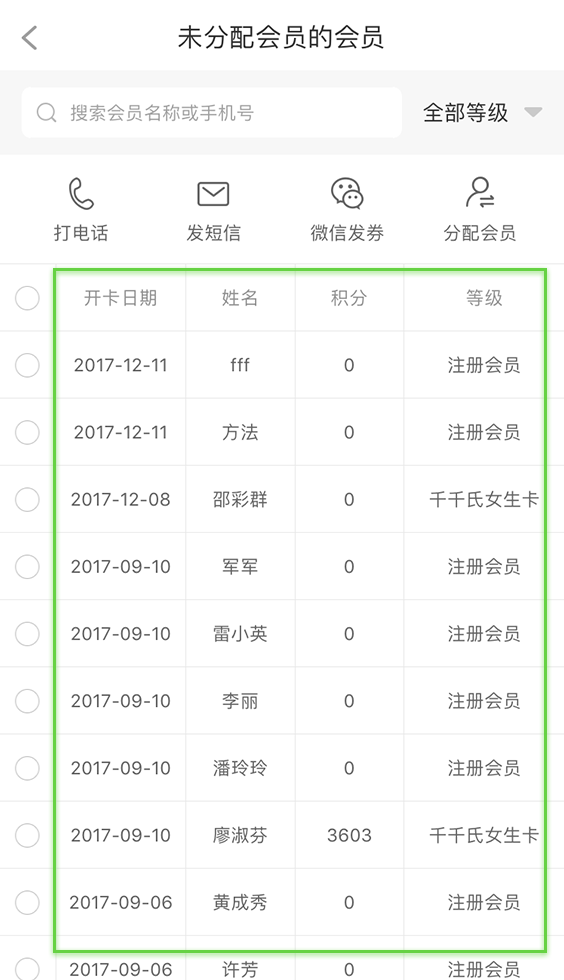 未分配会员的会员
搜索会员名称或手机号 全部等级
打电话 发短信 微信发券 分配会员
开卡日期 姓名 积分 等级
2017-12-11 fff 0 注册会员
2017-12-11 方法 0 注册会员
2017-12-08 邵彩群 0 千千氏女生卡
2017-09-10 军军 0 注册会员
2017-09-10 雷小英 0 注册会员
2017-09-10 李丽 0 注册会员
2017-09-10 潘玲玲 0 注册会员
2017-09-10 廖淑芬 3603 千千氏女生卡
2017-09-06 黄成秀 0 注册会员
2017-09-06 许芳 0 注册会员